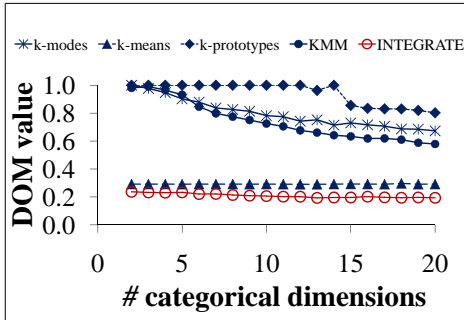 k-modes k-means k-prototypes KMM INTEGRATE
1.0
0.8
0.6
0.4
0.2
0.0
DOM value
0 5 10 15 20
# categorical dimensions